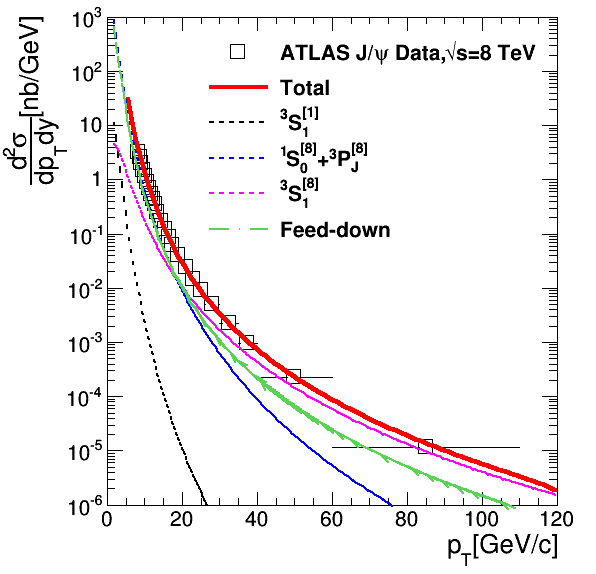 d²σ/dp_Tdy[nb/GeV]
10³
10²
10
1
10⁻¹
10⁻²
10⁻³
10⁻⁴
10⁻⁵
10⁻⁶
ATLAS J/ψ Data,√s=8 TeV
Total
³S₁^[1]
¹S₀^[8]+³P_J^[8]
³S₁^[8]
Feed-down
0 20 40 60 80 100 120
p_T[GeV/c]